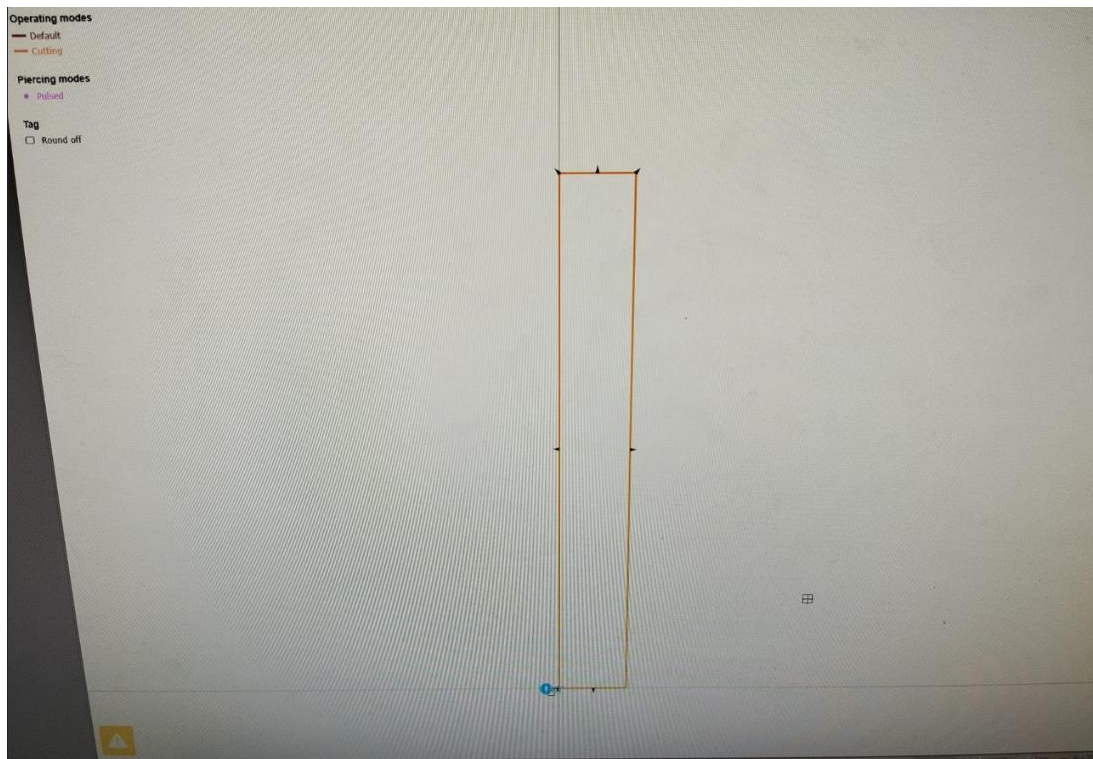 Operating modes
Default
Cutting
Piercing modes
Pulsed
Tag
Round off